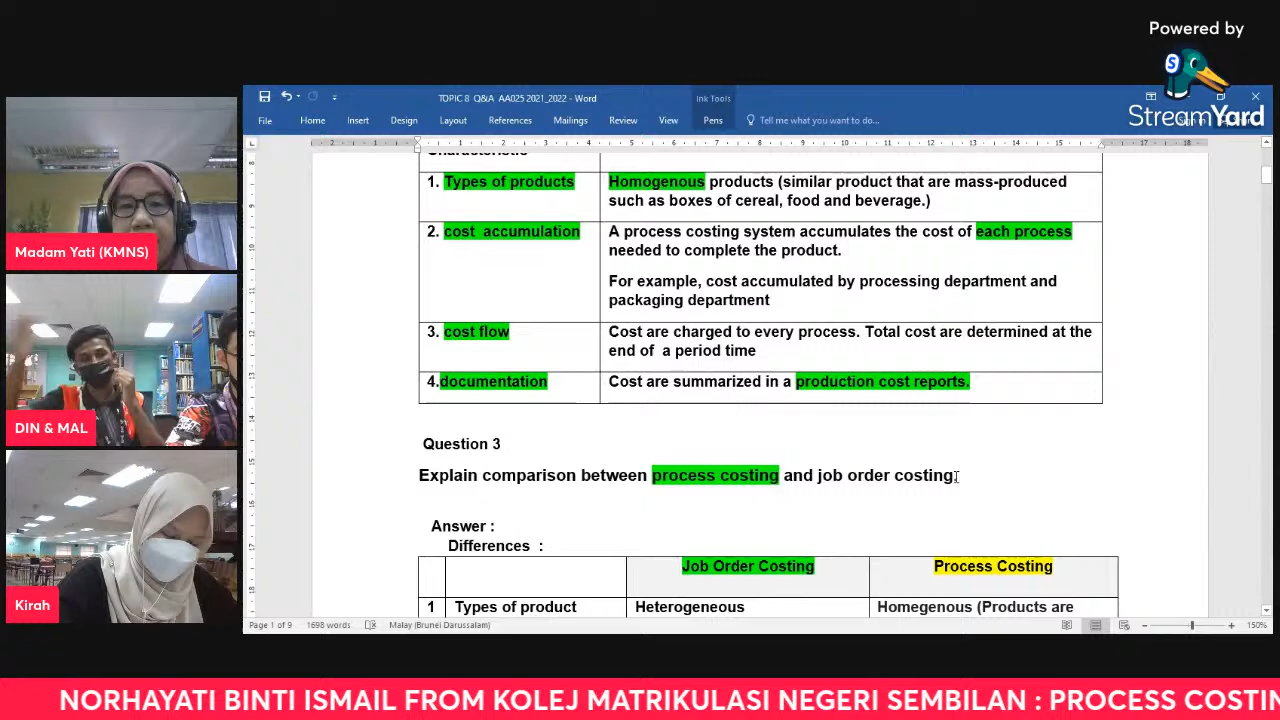 Powered by
StreamYard
TOPIC 8 Q&A AA025 2021_2022 - Word
Ink Tools
File
Home
Insert
Design
Layout
References
Mailings
Review
View
Pens
Tell me what you want to do...
Characteristic
1. Types of products
Homogenous products (similar product that are mass-produced
such as boxes of cereal, food and beverage.)
2. cost accumulation
A process costing system accumulates the cost of each process
needed to complete the product.
For example, cost accumulated by processing department and
packaging department
3. cost flow
Cost are charged to every process. Total cost are determined at the
end of a period time
4.documentation
Cost are summarized in a production cost reports.
Question 3
Explain comparison between process costing and job order costing.
Answer :
Differences :
Job Order Costing
Process Costing
1
Types of product
Heterogeneous
Homegenous (Products are
Page 1 of 9
1698 words
Malay (Brunei Darussalam)
150%
Madam Yati (KMNS)
DIN & MAL
Kirah
NORHAYATI BINTI ISMAIL FROM KOLEJ MATRIKULASI NEGERI SEMBILAN : PROCESS COSTIN